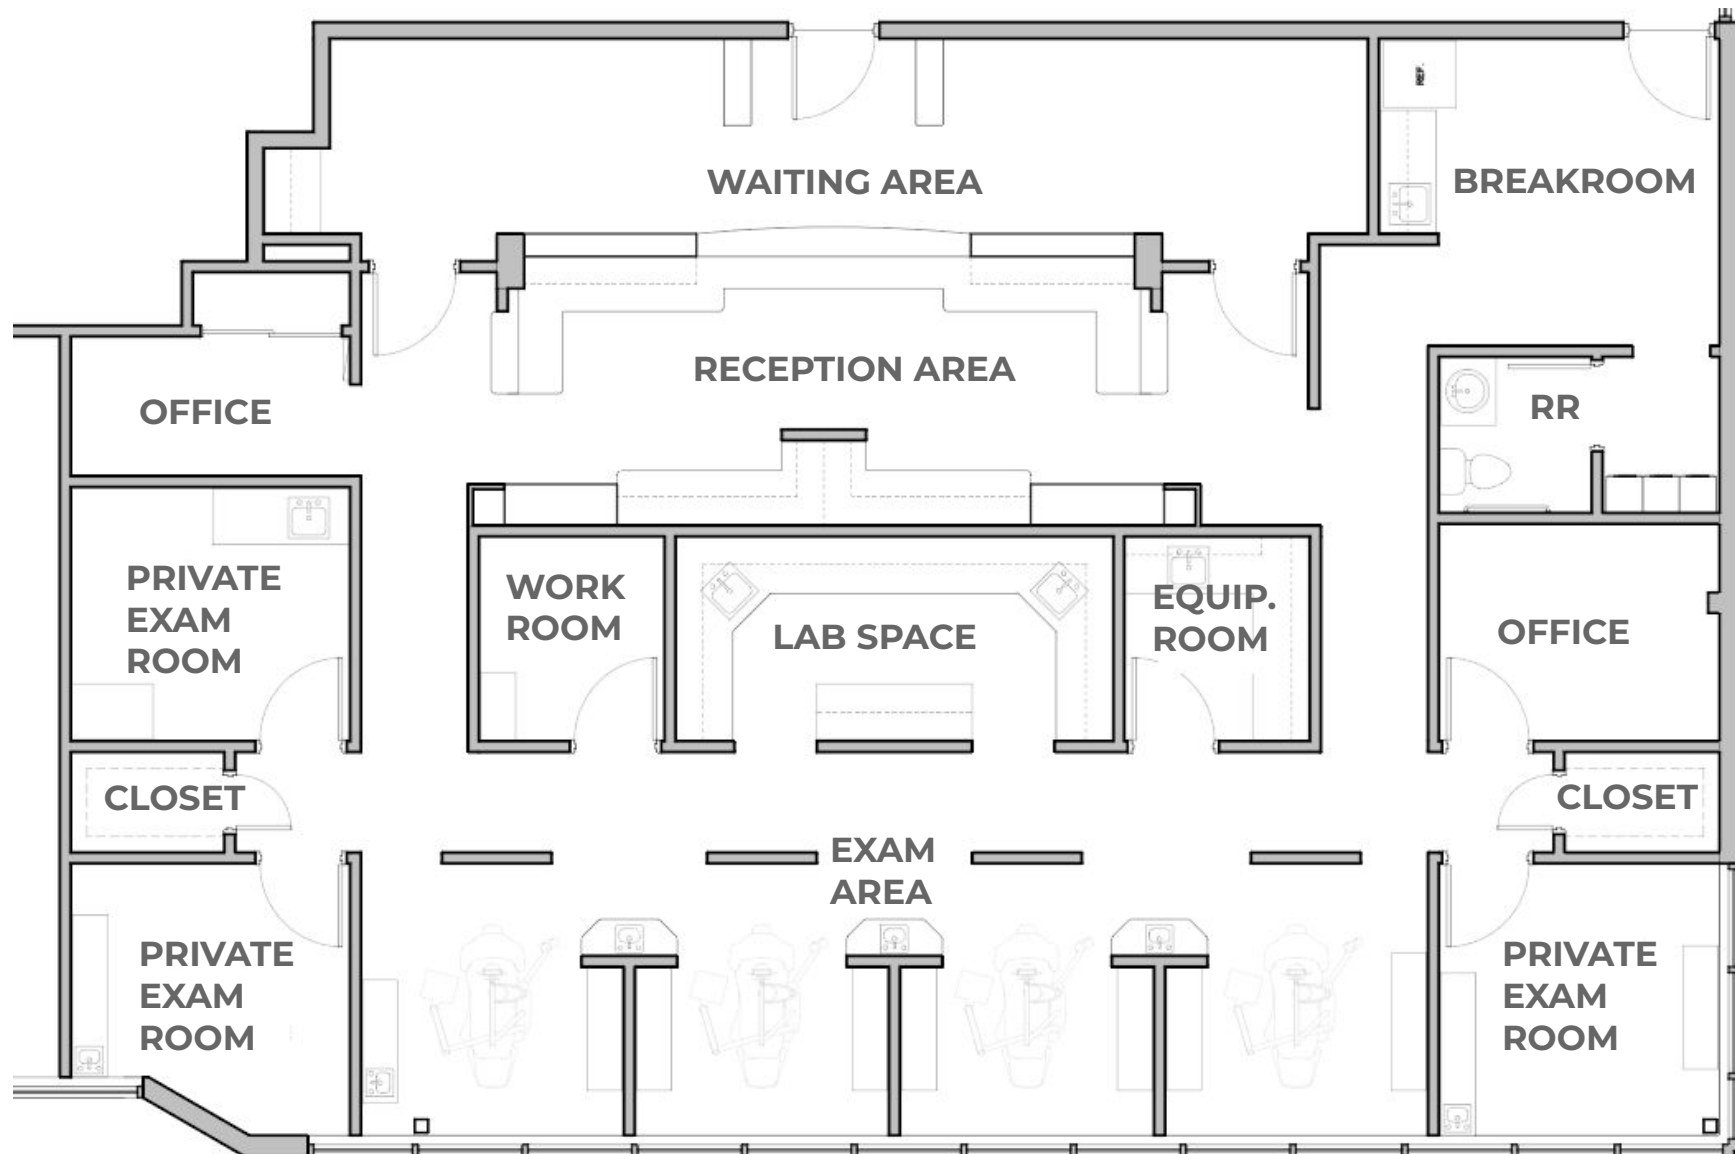 REF.
WAITING AREA
BREAKROOM
RECEPTION AREA
OFFICE
RR
PRIVATE
EXAM
ROOM
WORK
ROOM
LAB SPACE
EQUIP.
ROOM
OFFICE
CLOSET
CLOSET
EXAM
AREA
PRIVATE
EXAM
ROOM
PRIVATE
EXAM
ROOM